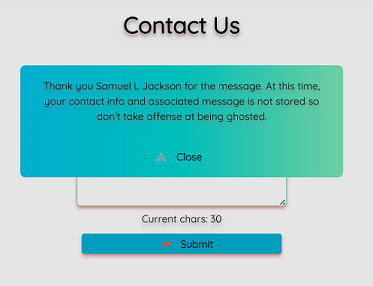 Contact Us
Thank you Samuel L Jackson for the message. At this time,
your contact info and associated message is not stored so
don't take offense at being ghosted.
Close
Current chars: 30
Submit